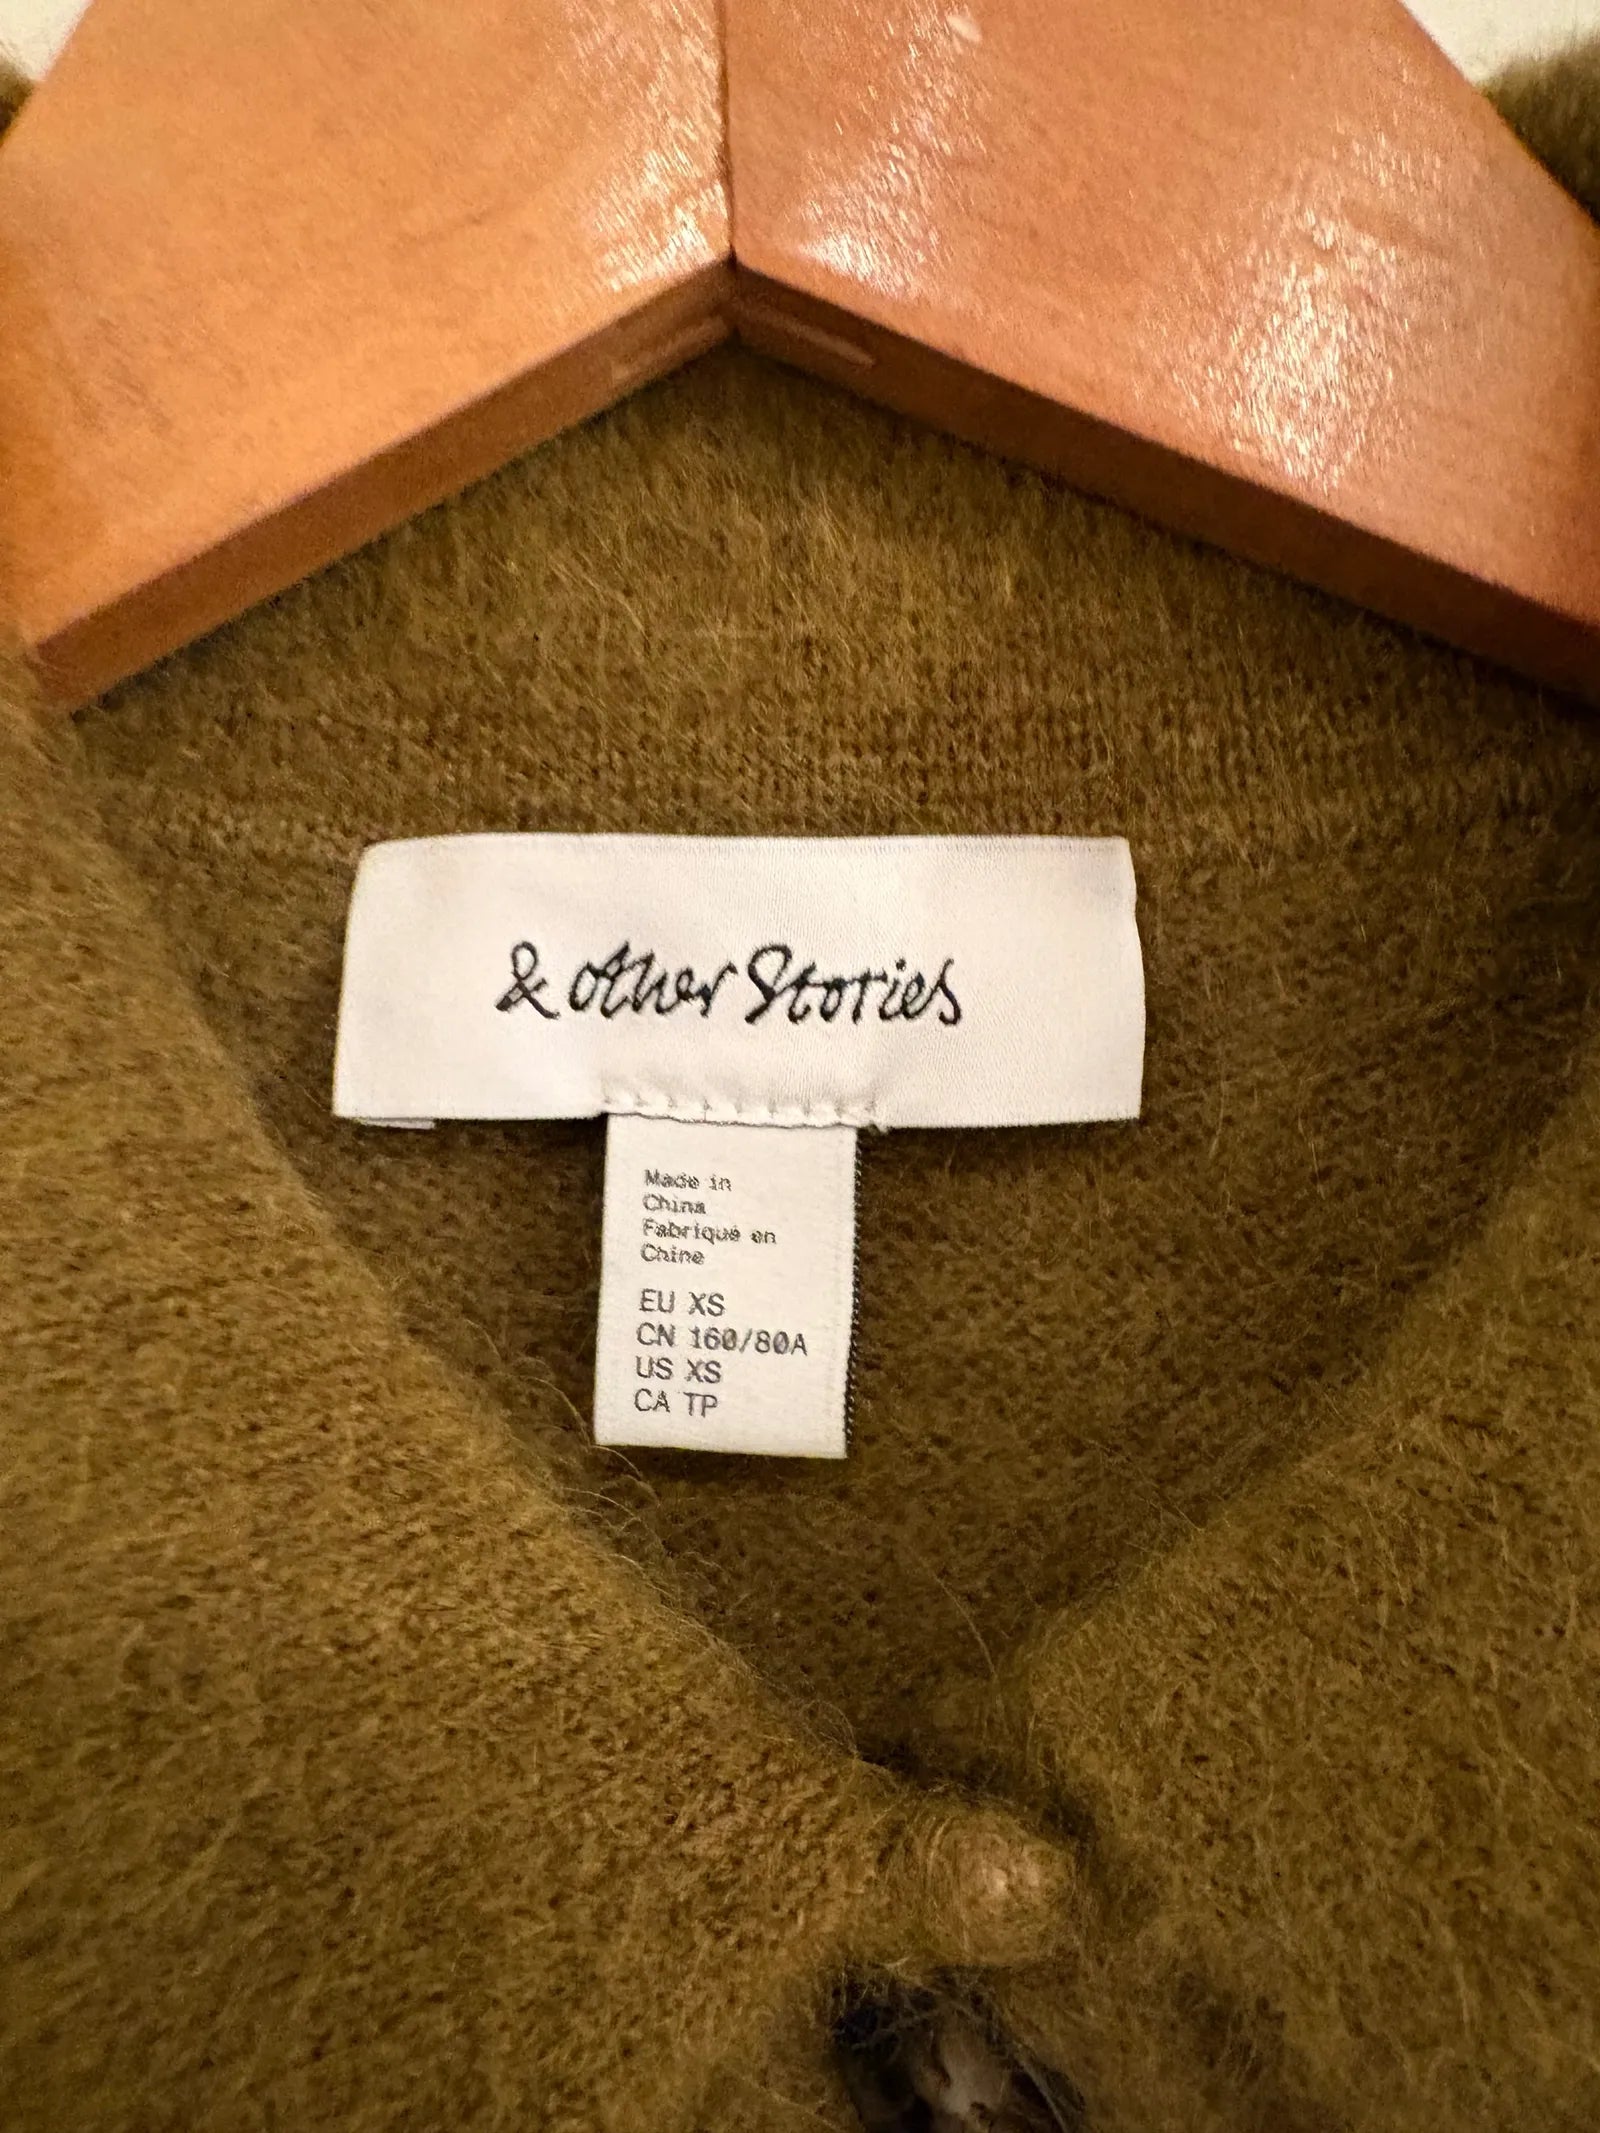 & other Stories
Made in
China
Fabriqué en
Chine
EU XS
CN 160/80A
US XS
CA TP